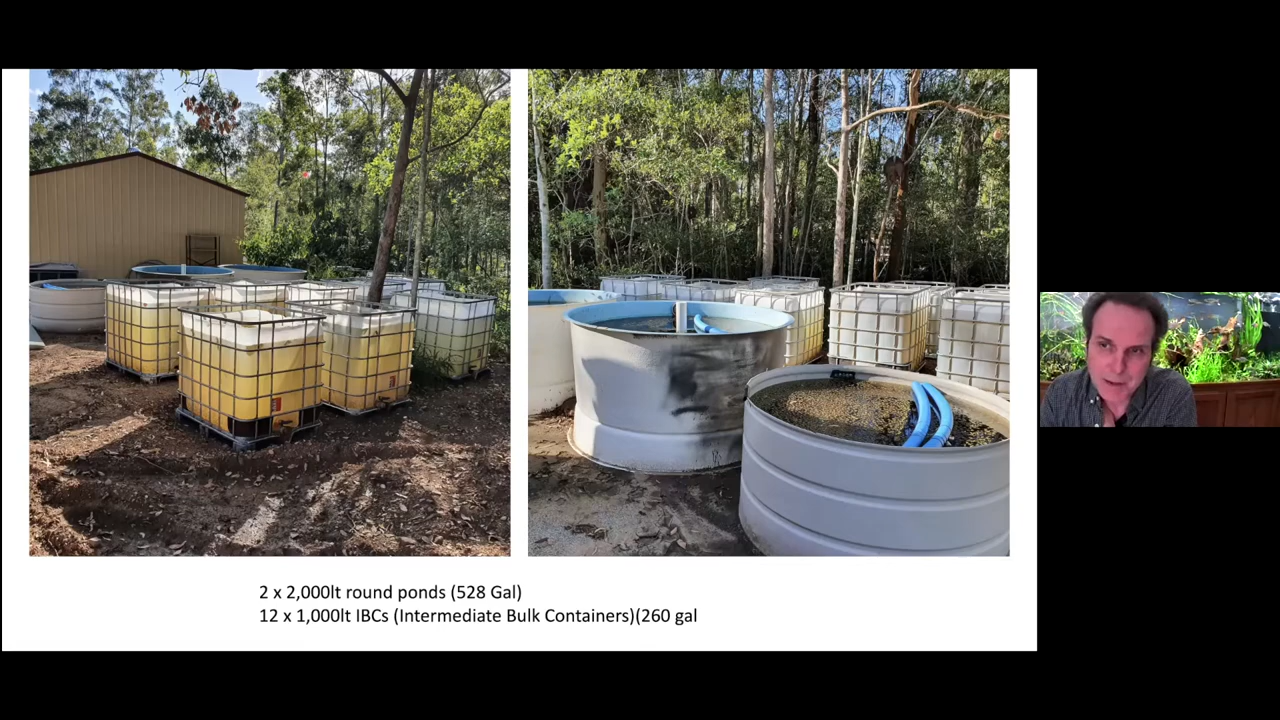 2 x 2,000lt round ponds (528 Gal)
12 x 1,000lt IBCs (Intermediate Bulk Containers)(260 gal